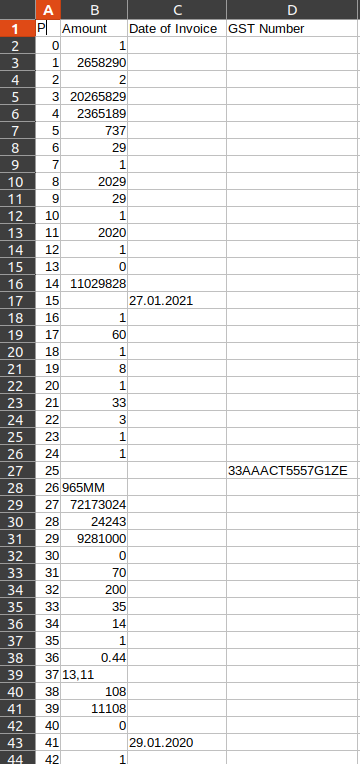 A B C D
1 P Amount Date of Invoice GST Number
2 0 1
3 1 2658290
4 2 2
5 3 20265829
6 4 2365189
7 5 737
8 6 29
9 7 1
10 8 2029
11 9 29
12 10 1
13 11 2020
14 12 1
15 13 0
16 14 11029828
17 15 27.01.2021
18 16 1
19 17 60
20 18 1
21 19 8
22 20 1
23 21 33
24 22 3
25 23 1
26 24 1
27 25 33AAACT5557G1ZE
28 26 965MM
29 27 72173024
30 28 24243
31 29 9281000
32 30 0
33 31 70
34 32 200
35 33 35
36 34 14
37 35 1
38 36 0.44
39 37 13,11
40 38 108
41 39 11108
42 40 0
43 41 29.01.2020
44 42 1